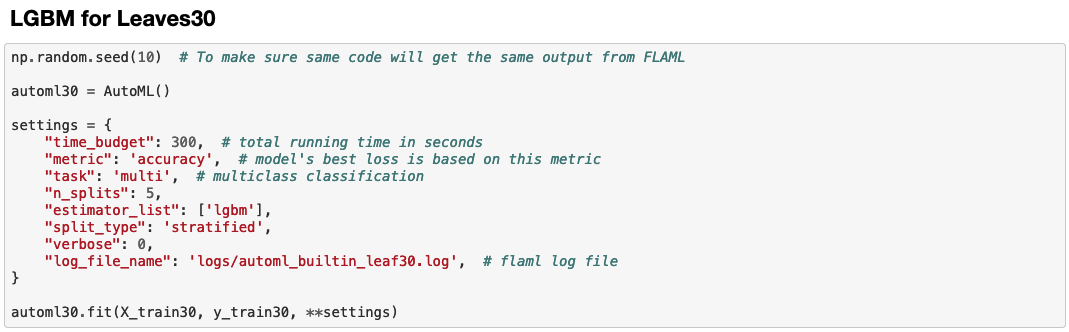 LGBM for Leaves30
np.random.seed(10)  # To make sure same code will get the same output from FLAML
automl30 = AutoML()
settings = {
    "time_budget": 300,  # total running time in seconds
    "metric": 'accuracy',  # model's best loss is based on this metric
    "task": 'multi',  # multiclass classification
    "n_splits": 5,
    "estimator_list": ['lgbm'],
    "split_type": 'stratified',
    "verbose": 0,
    "log_file_name": 'logs/automl_builtin_leaf30.log',  # flaml log file
}
automl30.fit(X_train30, y_train30, **settings)